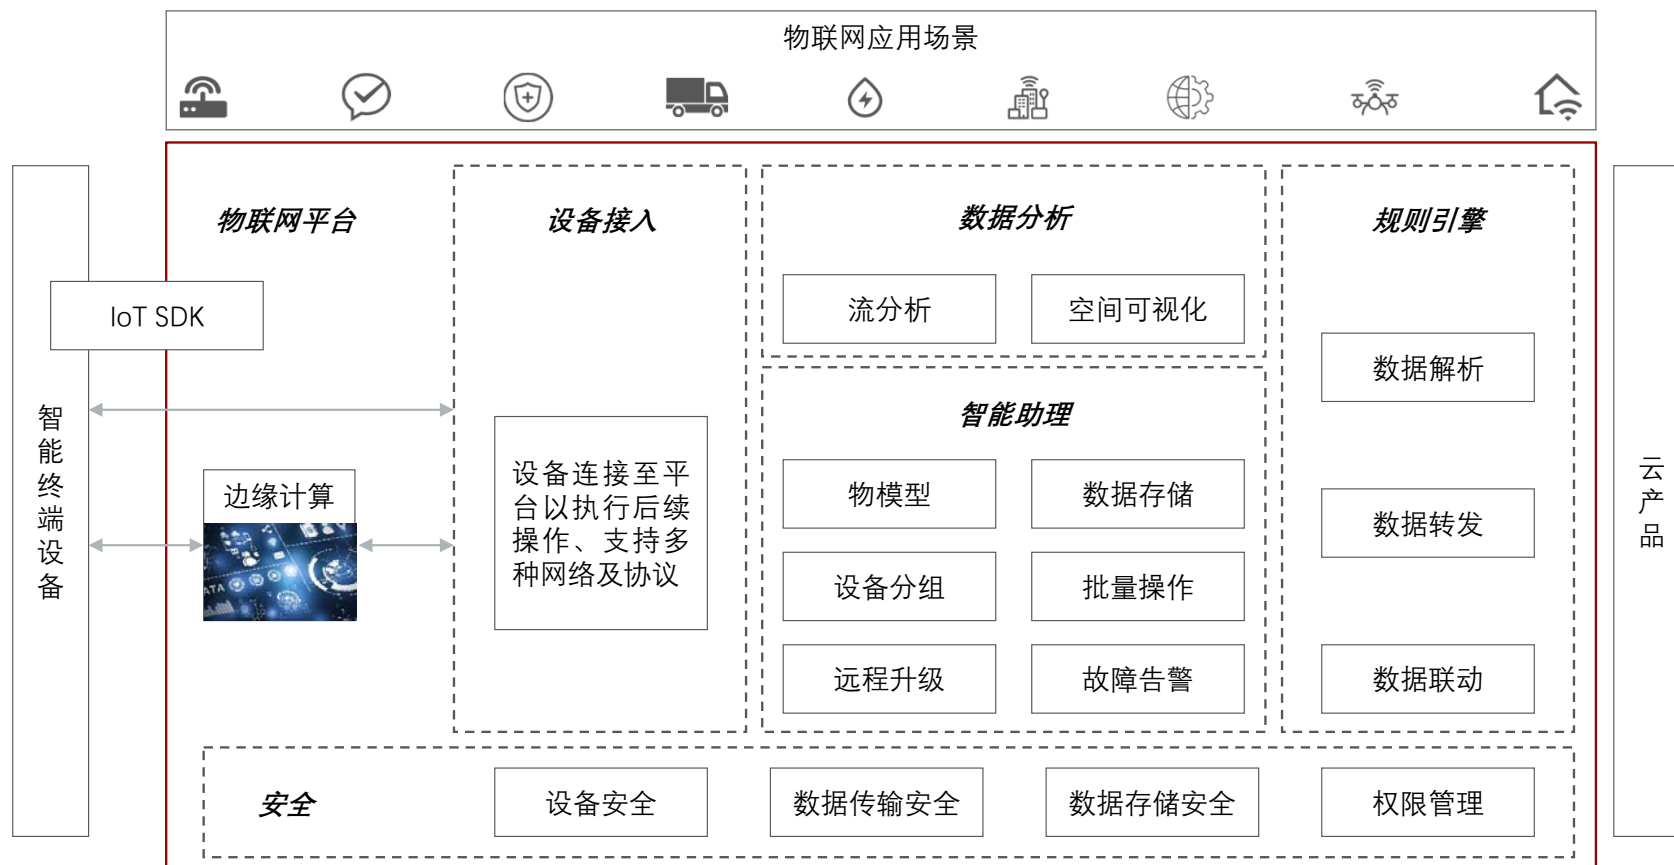 物联网应用场景
物联网平台
设备接入
数据分析
规则引擎
IoT SDK
流分析
空间可视化
数据解析
智能助理
智能终端设备
边缘计算
DATA
设备连接至平
台以执行后续
操作、支持多
种网络及协议
物模型
数据存储
云产品
数据转发
设备分组
批量操作
远程升级
故障告警
数据联动
安全
设备安全
数据传输安全
数据存储安全
权限管理